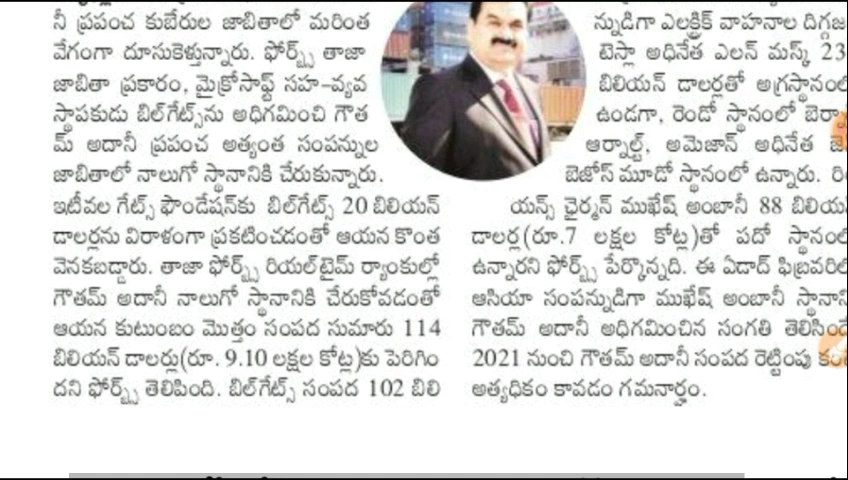 నీ ప్రపంచ కుబేరుల జాబితాలో మరింత
వేగంగా దూసుకెళ్తున్నారు. ఫోర్బ్స్ తాజా
జాబితా ప్రకారం, మైక్రోసాఫ్ట్ సహ-వ్యవ
స్థాపకుడు బిల్‌గేట్స్‌ను అధిగమించి గౌత
మ్ అదానీ ప్రపంచ అత్యంత సంపన్నుల
జాబితాలో నాలుగో స్థానానికి చేరుకున్నారు.
ఇటీవల గేట్స్ ఫౌండేషన్‌కు బిల్‌గేట్స్ 20 బిలియన్
డాలర్లను విరాళంగా ప్రకటించడంతో ఆయన కొంత
వెనకబడ్డారు. తాజా ఫోర్బ్స్ రియల్‌టైమ్ ర్యాంకుల్లో
గౌతమ్ అదానీ నాలుగో స్థానానికి చేరుకోవడంతో
ఆయన కుటుంబం మొత్తం సంపద సుమారు 114
బిలియన్ డాలర్లు(రూ. 9.10 లక్షల కోట్ల)కు పెరిగిం
దని ఫోర్బ్స్ తెలిపింది. బిల్‌గేట్స్ సంపద 102 బిలి
న్నుడిగా ఎలక్ట్రిక్ వాహనాల దిగ్గజ
టెస్లా అధినేత ఎలన్ మస్క్ 23
బిలియన్ డాలర్లతో అగ్రస్థానంల
ఉండగా, రెండో స్థానంలో
ఆర్నాల్ట్, అమెజాన్ అధినేత
బెజోస్ మూడో స్థానంలో ఉన్నారు. రి
యన్స్ ఛైర్మన్ ముఖేష్ అంబానీ 88 బిలియ
డాలర్ల(రూ.7 లక్షల కోట్ల)తో పదో స్థానంల
ఉన్నారని ఫోర్బ్స్ పేర్కొన్నది. ఈ ఏడాద్ ఫిబ్రవరిల
ఆసియా సంపన్నుడిగా ముఖేష్ అంబానీ స్థానాని
గౌతమ్ అదానీ అధిగమించిన సంగతి తెలిసిందే
2021 నుంచి గౌతమ్ అదానీ సంపద రెట్టింపు కంటే
అత్యధికం కావడం గమనార్హం.